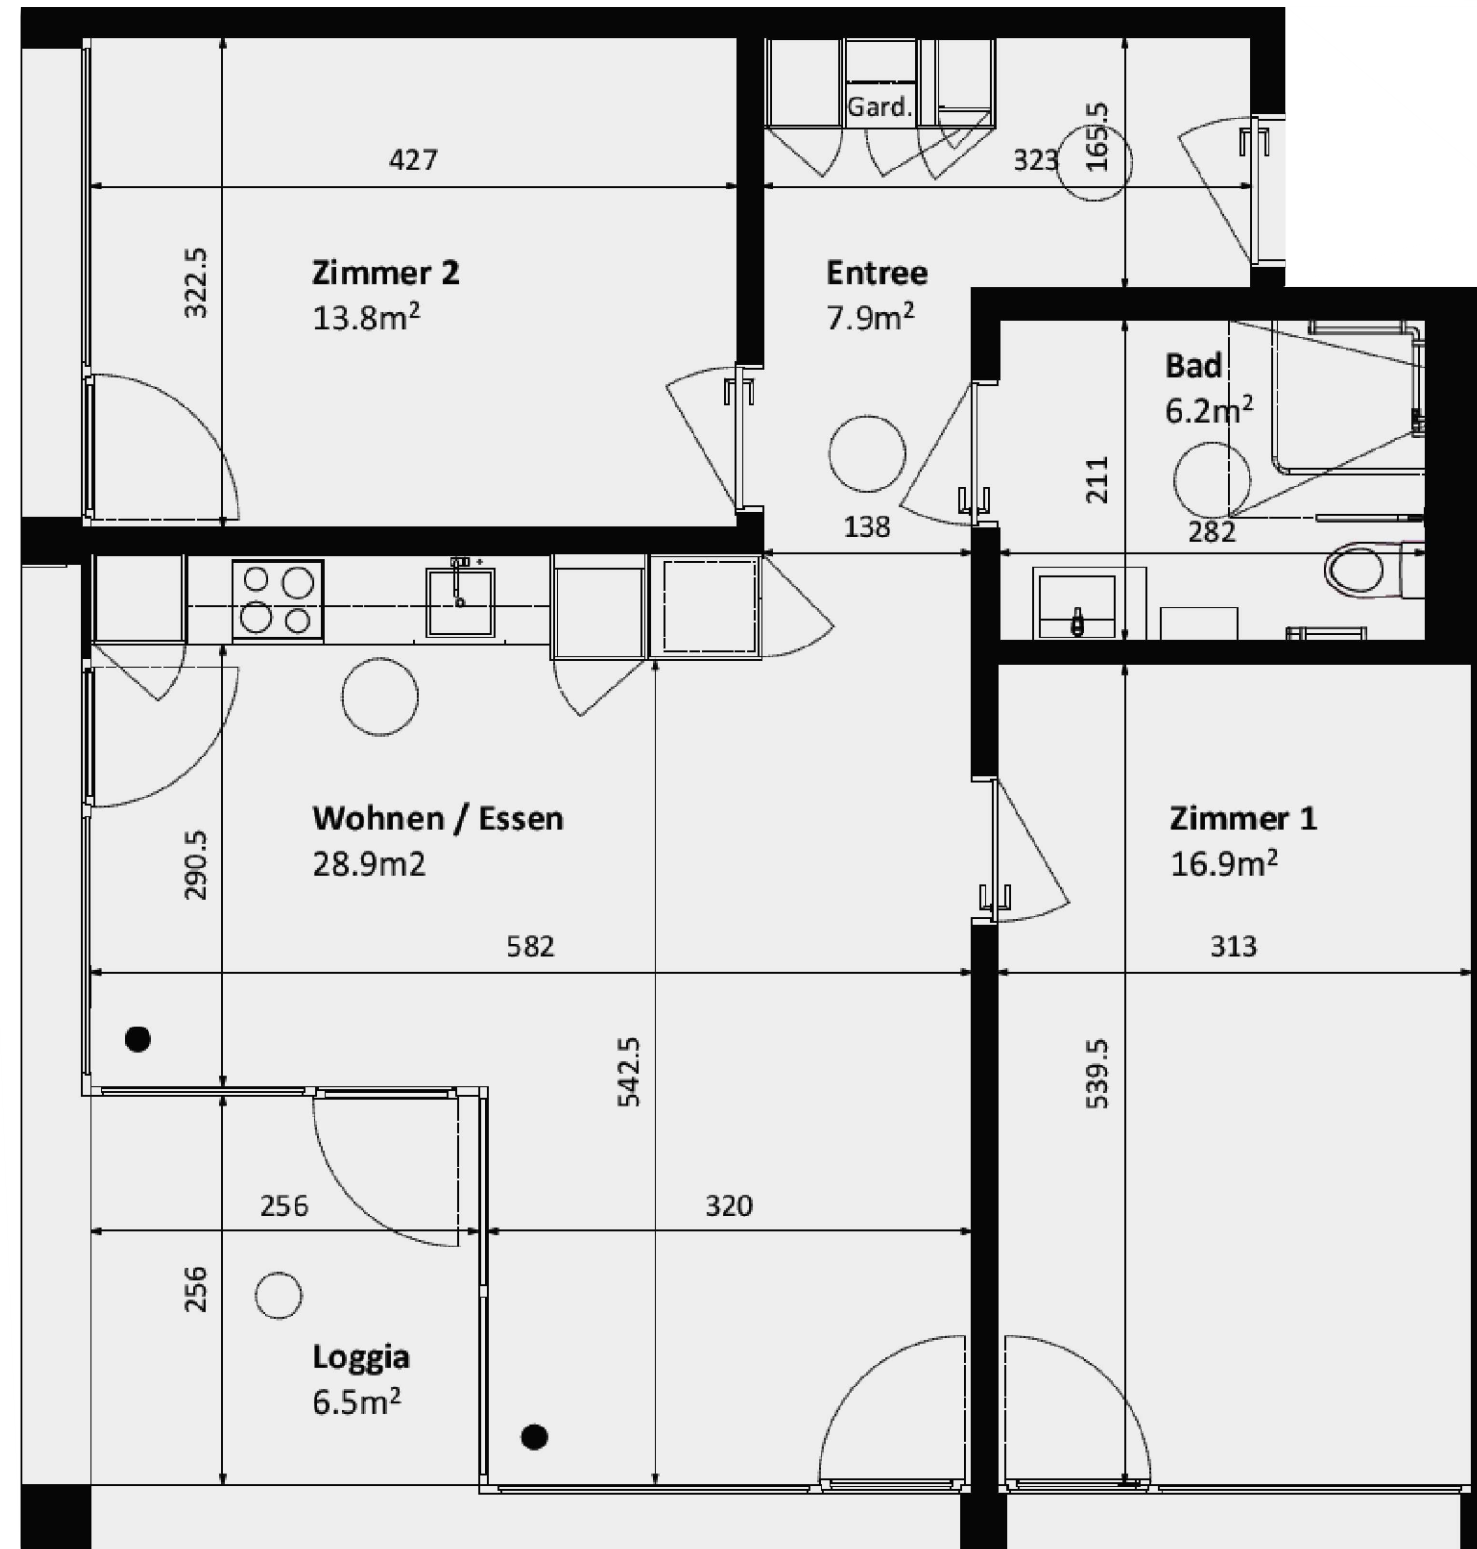 Gard.
427
323
165.5
322.5
Zimmer 2
13.8m²
Entree
7.9m²
Bad
6.2m²
211
138
282
Wohnen / Essen
28.9m2
290.5
Zimmer 1
16.9m²
582
313
542.5
539.5
256
320
256
Loggia
6.5m²